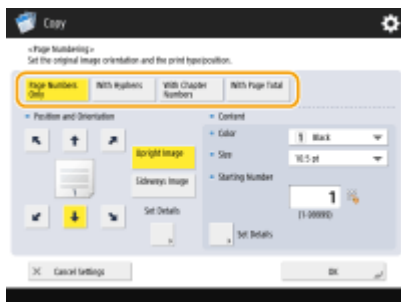 Copy
<Page Numbering>
Set the original image orientation and the print type/position.
Page Numbers Only
With Hyphens
With Chapter Numbers
With Page Total
Position and Orientation
Content
Color
1 Black
Upright Image
Size
10.5 pt
Sideways Image
Starting Number
1
(1-99999)
Set Details
Set Details
Cancel Settings
OK